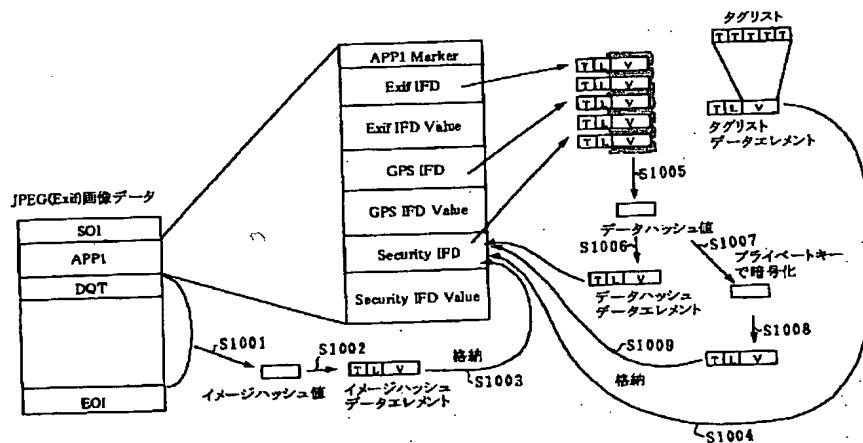 タグリスト
T T T T T
T L V
タグリスト
データエレメント
APP1 Marker
Exif IFD
Exif IFD Value
GPS IFD
GPS IFD Value
Security IFD
Security IFD Value
T L V
T L V
T L V
T L V
T L V
S1005
データハッシュ値
S1006
S1007
プライベートキー
で暗号化
T L V
データハッシュ
データエレメント
S1008
T L V
S1009
格納
S1004
JPEG(Exif)画像データ
SOI
APP1
DQT
EOI
S1001
イメージハッシュ値
S1002
T L V
イメージハッシュ
データエレメント
格納
S1003